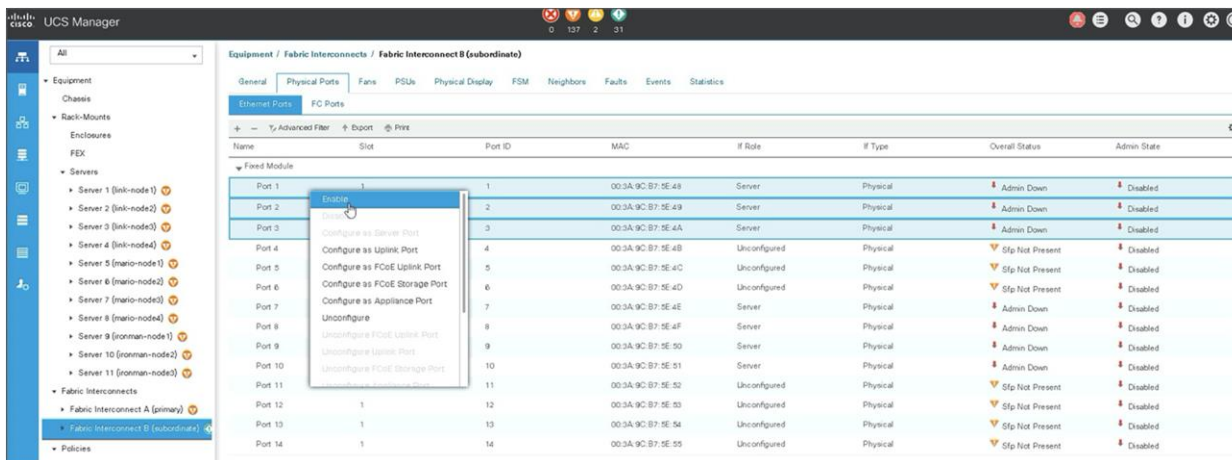 cisco UCS Manager
0 137 2 31
All
Equipment
Chassis
Rack-Mounts
Enclosures
FEX
Servers
Server 1 (link-node1)
Server 2 (link-node2)
Server 3 (link-node3)
Server 4 (link-node4)
Server 5 (mario-node1)
Server 6 (mario-node2)
Server 7 (mario-node3)
Server 8 (mario-node4)
Server 9 (ironman-node1)
Server 10 (ironman-node2)
Server 11 (ironman-node3)
Fabric Interconnects
Fabric Interconnect A (primary)
Fabric Interconnect B (subordinate)
Policies
Equipment / Fabric Interconnects / Fabric Interconnect B (subordinate)
General Physical Ports Fans PSUs Physical Display FSM Neighbors Faults Events Statistics
Ethernet Ports FC Ports
+ − Advanced Filter Export Print
Name Slot Port ID MAC If Role If Type Overall Status Admin State
Fixed Module
Port 1 1 1 00:3A:9C:B7:5E:48 Server Physical Admin Down Disabled
Port 2 2 00:3A:9C:B7:5E:49 Server Physical Admin Down Disabled
Port 3 3 00:3A:9C:B7:5E:4A Server Physical Admin Down Disabled
Port 4 4 00:3A:9C:B7:5E:4B Unconfigured Physical Sfp Not Present Disabled
Port 5 5 00:3A:9C:B7:5E:4C Unconfigured Physical Sfp Not Present Disabled
Port 6 6 00:3A:9C:B7:5E:4D Unconfigured Physical Sfp Not Present Disabled
Port 7 7 00:3A:9C:B7:5E:4E Server Physical Admin Down Disabled
Port 8 8 00:3A:9C:B7:5E:4F Server Physical Admin Down Disabled
Port 9 9 00:3A:9C:B7:5E:50 Server Physical Admin Down Disabled
Port 10 10 00:3A:9C:B7:5E:51 Server Physical Admin Down Disabled
Port 11 11 00:3A:9C:B7:5E:52 Unconfigured Physical Sfp Not Present Disabled
Port 12 1 12 00:3A:9C:B7:5E:53 Unconfigured Physical Sfp Not Present Disabled
Port 13 1 13 00:3A:9C:B7:5E:54 Unconfigured Physical Sfp Not Present Disabled
Port 14 1 14 00:3A:9C:B7:5E:55 Unconfigured Physical Sfp Not Present Disabled
Enable
Configure as Server Port
Configure as Uplink Port
Configure as FCoE Uplink Port
Configure as FCoE Storage Port
Configure as Appliance Port
Unconfigure
Unconfigure FCoE Uplink Port
Unconfigure Uplink Port
Unconfigure FCoE Storage Port
Unconfigure Appliance Port